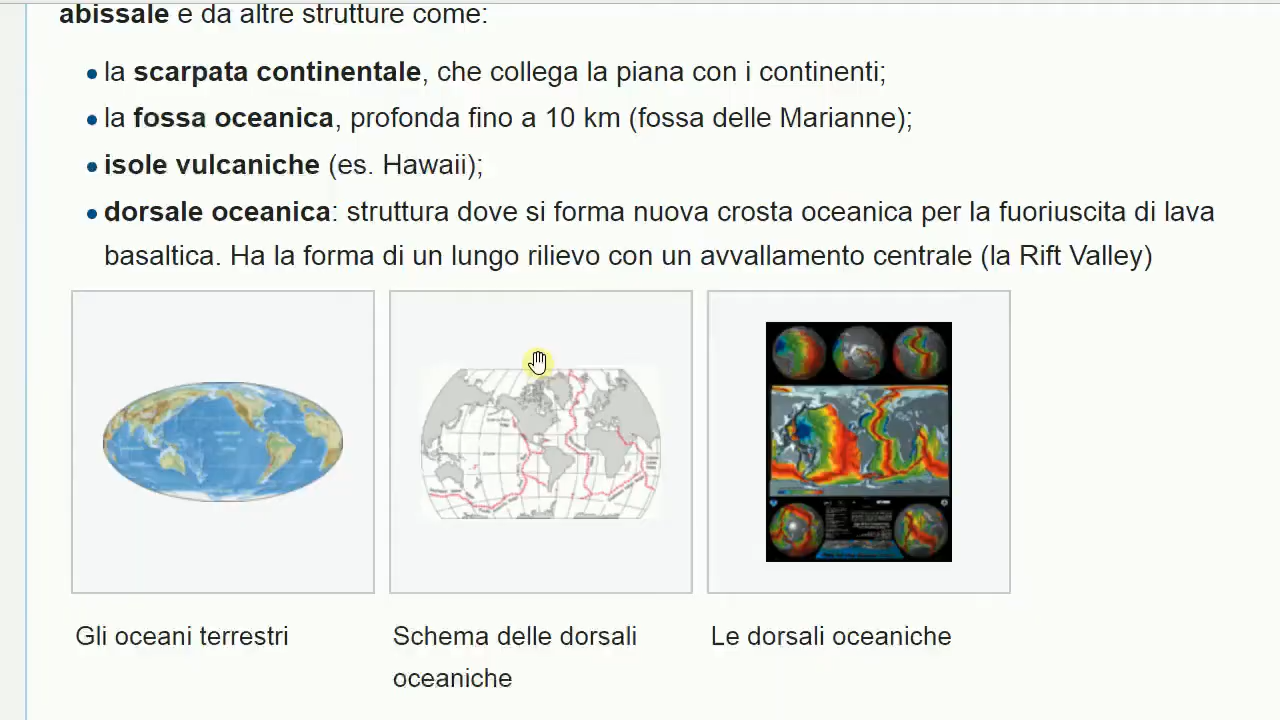 abissale e da altre strutture come:
la scarpata continentale, che collega la piana con i continenti;
la fossa oceanica, profonda fino a 10 km (fossa delle Marianne);
isole vulcaniche (es. Hawaii);
dorsale oceanica: struttura dove si forma nuova crosta oceanica per la fuoriuscita di lava
basaltica. Ha la forma di un lungo rilievo con un avvallamento centrale (la Rift Valley)
Gli oceani terrestri
Schema delle dorsali
oceaniche
Le dorsali oceaniche